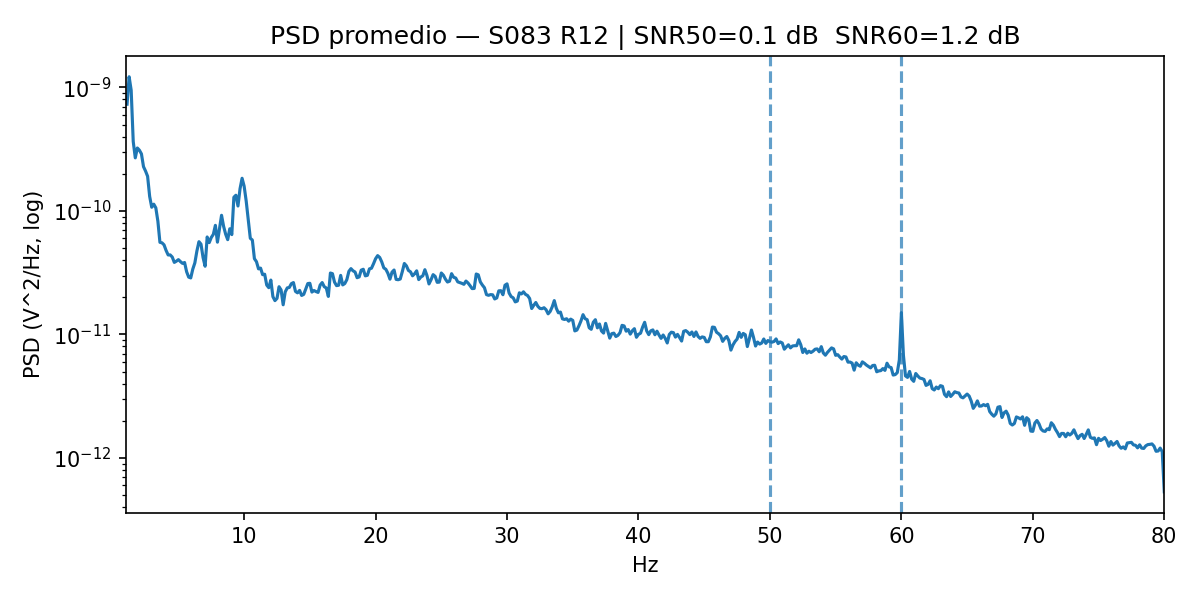 PSD promedio — S083 R12 | SNR50=0.1 dB  SNR60=1.2 dB
PSD (V^2/Hz, log)
10⁻⁹
10⁻¹⁰
10⁻¹¹
10⁻¹²
10 20 30 40 50 60 70 80
Hz